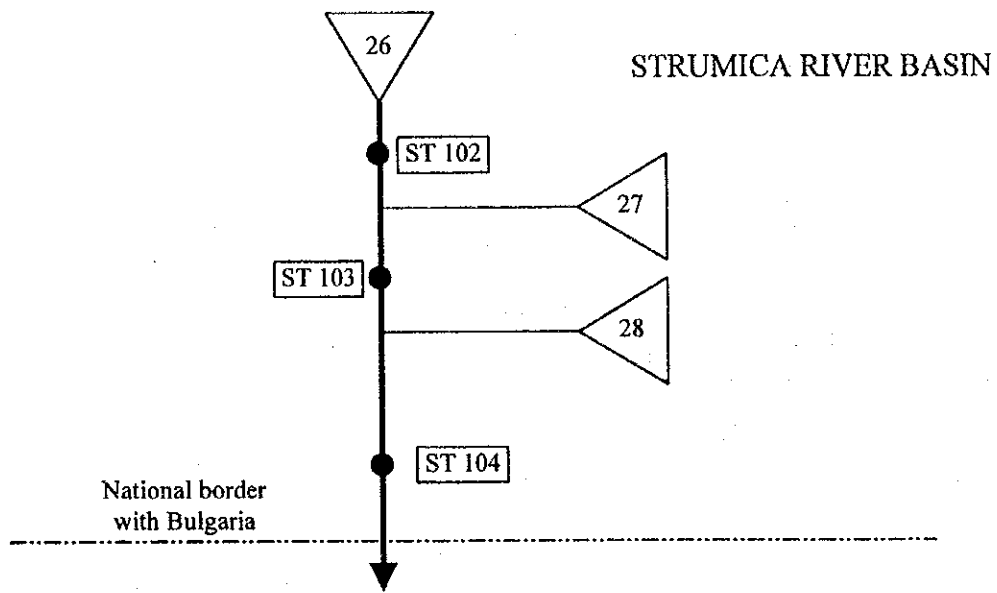 26
STRUMICA RIVER BASIN
ST 102
27
ST 103
28
ST 104
National border
with Bulgaria